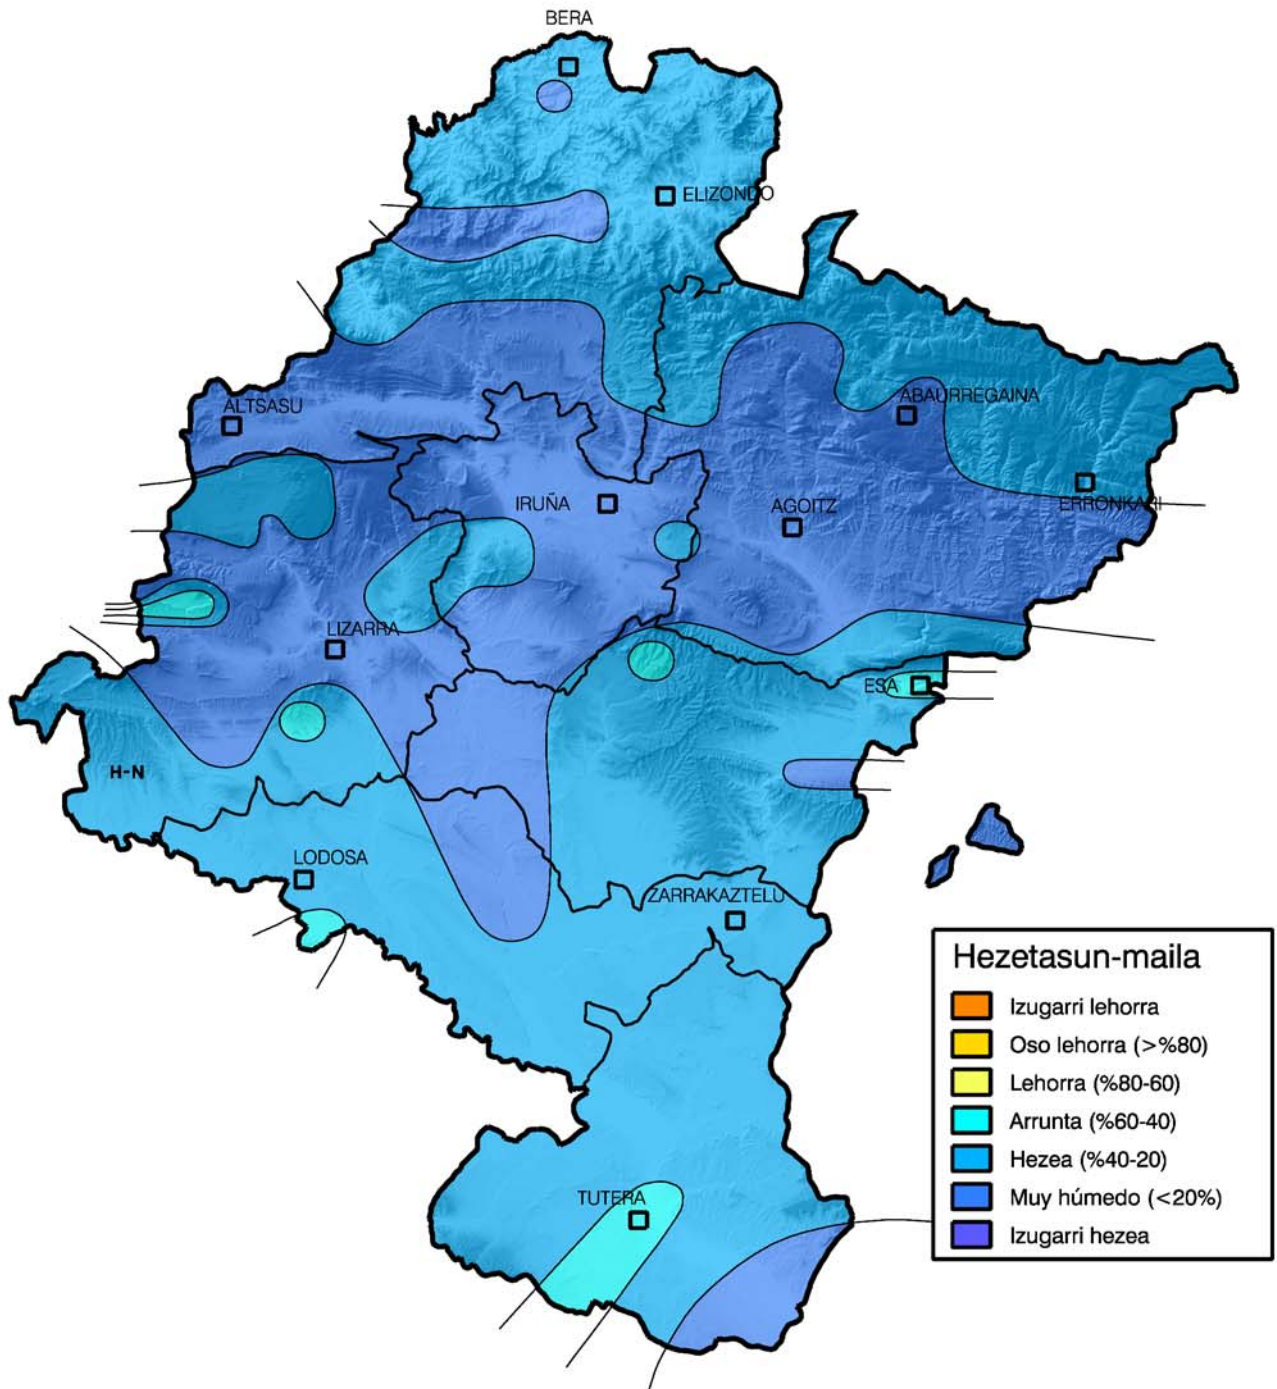 BERA
ELIZONDO
ALTSASU
ABAURREGAINA
IRUÑA
AGOITZ
ERRONKARI
LIZARRA
ESA
H-N
LODOSA
ZARRAKAZTELU
TUTERA
Hezetasun-maila
Izugarri lehorra
Oso lehorra (>%80)
Lehorra (%80-60)
Arrunta (%60-40)
Hezea (%40-20)
Muy húmedo (<20%)
Izugarri hezea